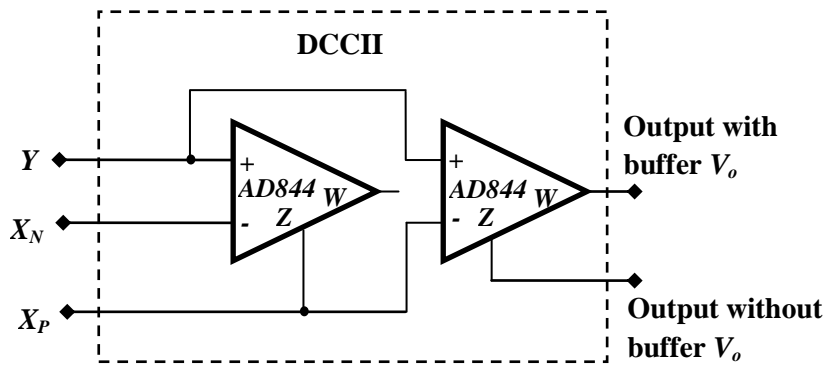 DCCII
Y
X_N
X_P
+
AD844 W
-
Z
+
AD844 W
-
Z
Output with
buffer V_o
Output without
buffer V_o